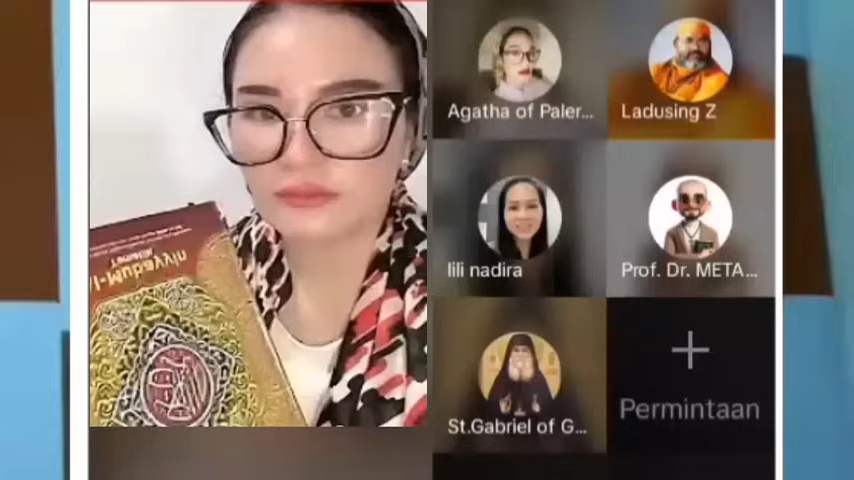 Agatha of Paler...
Ladusing Z
lili nadira
Prof. Dr. META...
St.Gabriel of G...
Permintaan